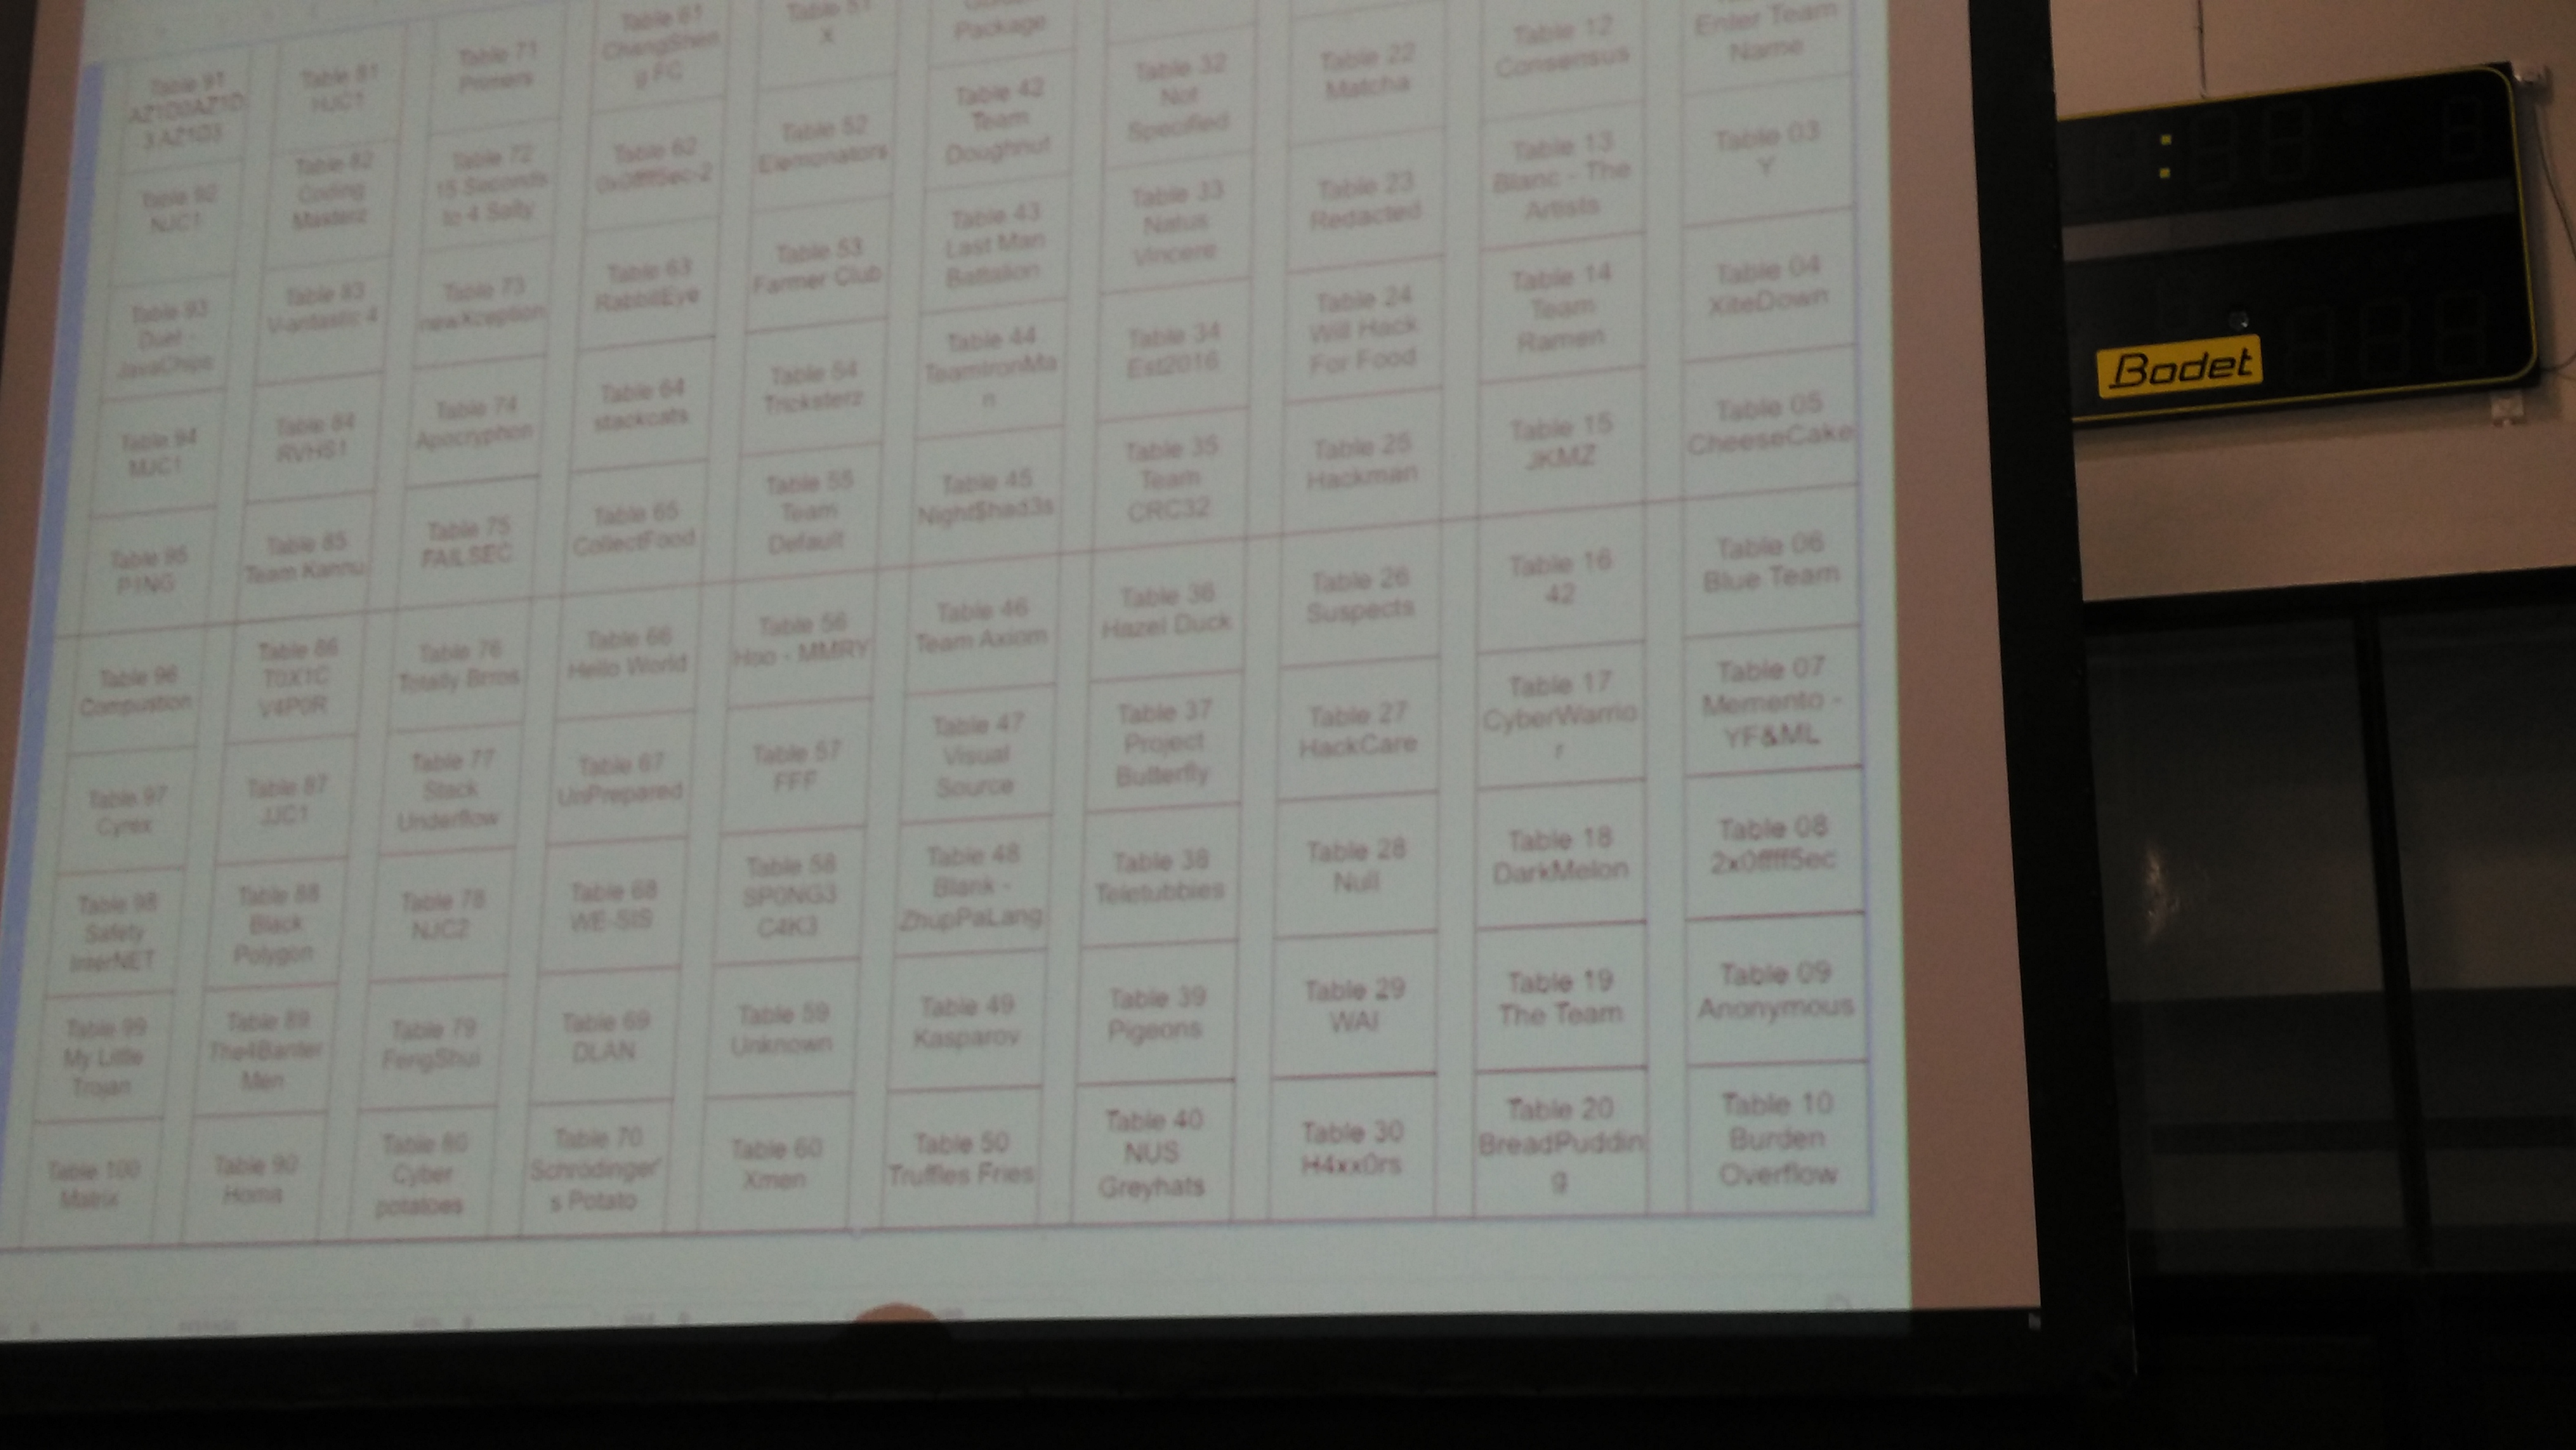 Table 91
AZ1D0AZ1D
3 AZ1D3
Table 81
HJC1
Table 71
Primers
Table 61
ChangShen
g FC
Table 51
X
Package
Table 32
Not
Specified
Table 22
Matcha
Table 12
Consensus
Enter Team
Name
Table 92
NJC1
Table 82
Coding
Masterz
Table 72
15 Seconds
to 4 Sally
Table 62
0x0fffff5ec-2
Table 52
Elemonators
Table 42
Team
Doughnut
Table 33
Natus
Vincere
Table 23
Redacted
Table 13
Blanc - The
Artists
Table 03
Y
Table 93
Duet -
JavaChips
Table 83
V-antastic 4
Table 73
newXception
Table 63
RabbitEye
Table 53
Farmer Club
Table 43
Last Man
Battalion
Table 34
Est2016
Table 24
Will Hack
For Food
Table 14
Team
Ramen
Table 04
XiteDown
Table 94
MJC1
Table 84
RVHS1
Table 74
Apocryphon
Table 64
stackcats
Table 54
Tricksterz
Table 44
TeamIronMa
n
Table 35
Team
CRC32
Table 25
Hackman
Table 15
JKMZ
Table 05
CheeseCake
Table 95
P1NG
Table 85
Team Kannu
Table 75
FAILSEC
Table 65
CollectFood
Table 55
Team
Default
Table 45
Night$had3s
Table 36
Hazel Duck
Table 26
Suspects
Table 16
42
Table 06
Blue Team
Table 96
Compustion
Table 86
T0X1C
V4P0R
Table 76
Totally Brros
Table 66
Hello World
Table 56
Hoo - MMRY
Table 46
Team Axiom
Table 37
Project
Butterfly
Table 27
HackCare
Table 17
CyberWarrio
r
Table 07
Memento -
YF&ML
Table 97
Cyrex
Table 87
JJC1
Table 77
Stack
Underflow
Table 67
UnPrepared
Table 57
FFF
Table 47
Visual
Source
Table 38
Teletubbies
Table 28
Null
Table 18
DarkMelon
Table 08
2x0fffff5ec
Table 98
Safety
InterNET
Table 88
Black
Polygon
Table 78
NJC2
Table 68
WE-SIS
Table 58
SP0NG3
C4K3
Table 48
Blank -
ZhupPaLang
Table 39
Pigeons
Table 29
WAI
Table 19
The Team
Table 09
Anonymous
Table 99
My Little
Trojan
Table 89
The4Banter
Men
Table 79
FengShui
Table 69
DLAN
Table 59
Unknown
Table 49
Kasparov
Table 40
NUS
Greyhats
Table 30
H4xx0rs
Table 20
BreadPuddin
g
Table 10
Burden
Overflow
Table 100
Matrix
Table 90
Homa
Table 80
Cyber
potatoes
Table 70
Schrödinger'
s Potato
Table 60
Xmen
Table 50
Truffles Fries
Bodet